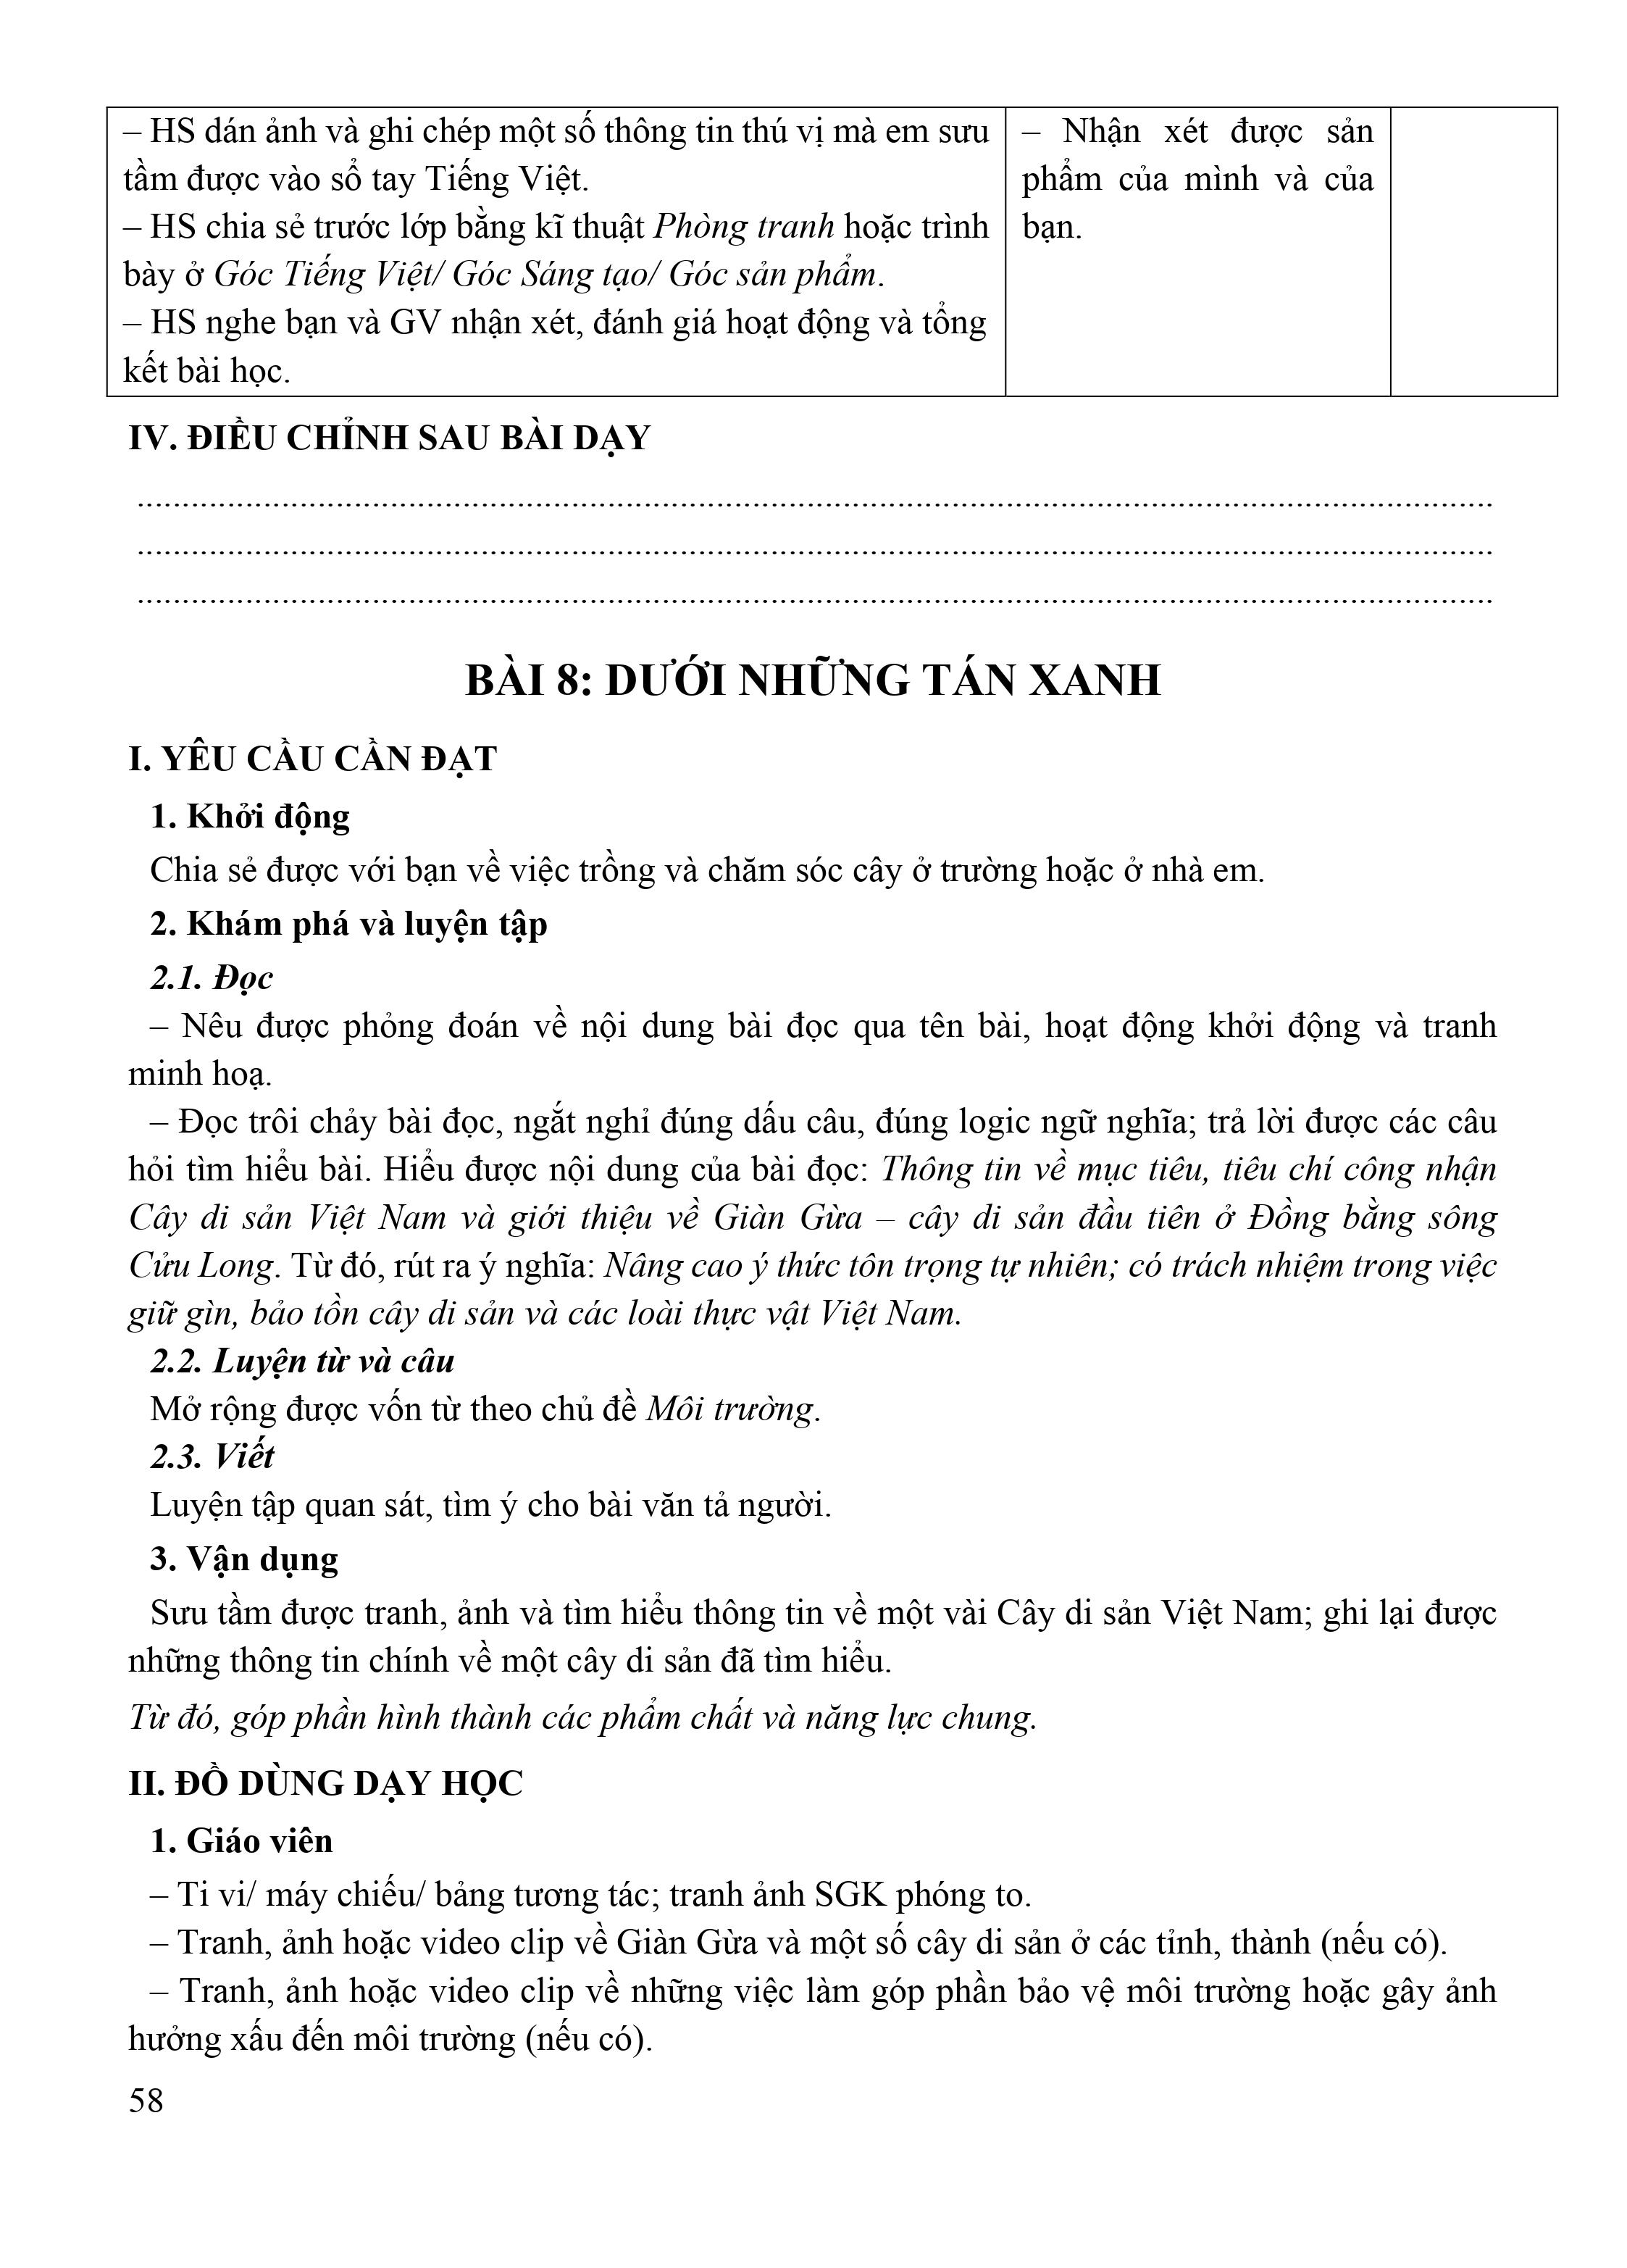 – HS dán ảnh và ghi chép một số thông tin thú vị mà em sưu
tầm được vào sổ tay Tiếng Việt.
– HS chia sẻ trước lớp bằng kĩ thuật Phòng tranh hoặc trình
bày ở Góc Tiếng Việt/ Góc Sáng tạo/ Góc sản phẩm.
– HS nghe bạn và GV nhận xét, đánh giá hoạt động và tổng
kết bài học.
– Nhận xét được sản
phẩm của mình và của
bạn.
IV. ĐIỀU CHỈNH SAU BÀI DẠY
..........................................................................................................................................................
..........................................................................................................................................................
..........................................................................................................................................................
BÀI 8: DƯỚI NHỮNG TÁN XANH
I. YÊU CẦU CẦN ĐẠT
1. Khởi động
Chia sẻ được với bạn về việc trồng và chăm sóc cây ở trường hoặc ở nhà em.
2. Khám phá và luyện tập
2.1. Đọc
– Nêu được phỏng đoán về nội dung bài đọc qua tên bài, hoạt động khởi động và tranh
minh hoạ.
– Đọc trôi chảy bài đọc, ngắt nghỉ đúng dấu câu, đúng logic ngữ nghĩa; trả lời được các câu
hỏi tìm hiểu bài. Hiểu được nội dung của bài đọc: Thông tin về mục tiêu, tiêu chí công nhận
Cây di sản Việt Nam và giới thiệu về Giàn Gừa – cây di sản đầu tiên ở Đồng bằng sông
Cửu Long. Từ đó, rút ra ý nghĩa: Nâng cao ý thức tôn trọng tự nhiên; có trách nhiệm trong việc
giữ gìn, bảo tồn cây di sản và các loài thực vật Việt Nam.
2.2. Luyện từ và câu
Mở rộng được vốn từ theo chủ đề Môi trường.
2.3. Viết
Luyện tập quan sát, tìm ý cho bài văn tả người.
3. Vận dụng
Sưu tầm được tranh, ảnh và tìm hiểu thông tin về một vài Cây di sản Việt Nam; ghi lại được
những thông tin chính về một cây di sản đã tìm hiểu.
Từ đó, góp phần hình thành các phẩm chất và năng lực chung.
II. ĐỒ DÙNG DẠY HỌC
1. Giáo viên
– Ti vi/ máy chiếu/ bảng tương tác; tranh ảnh SGK phóng to.
– Tranh, ảnh hoặc video clip về Giàn Gừa và một số cây di sản ở các tỉnh, thành (nếu có).
– Tranh, ảnh hoặc video clip về những việc làm góp phần bảo vệ môi trường hoặc gây ảnh
hưởng xấu đến môi trường (nếu có).
58